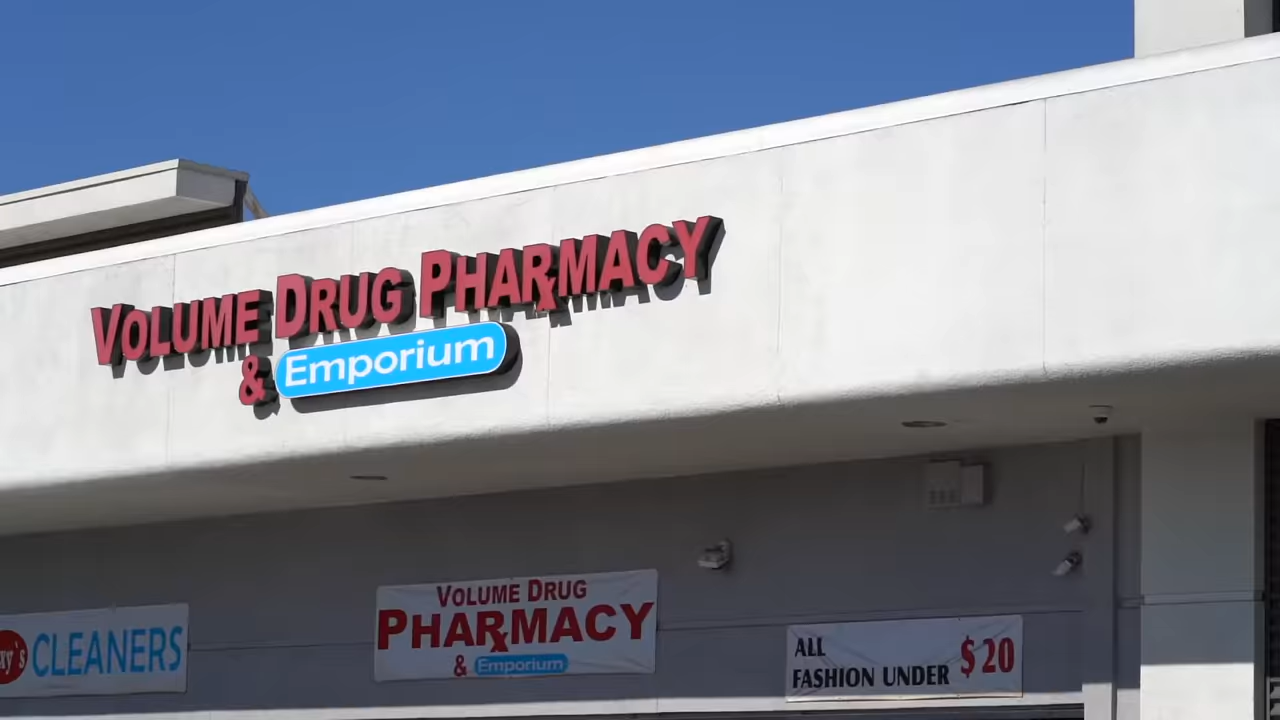 VOLUME DRUG PHARMACY
& Emporium
CLEANERS
VOLUME DRUG
PHARMACY
& Emporium
ALL
FASHION UNDER $20